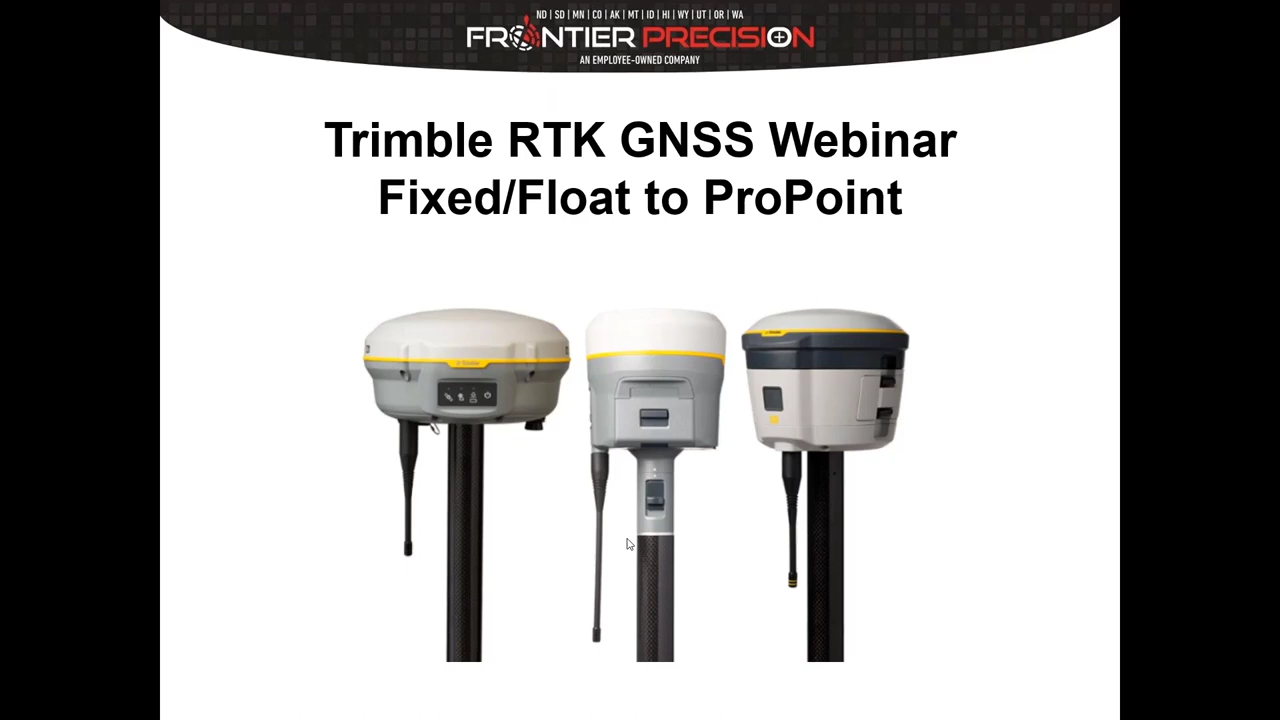 ND | SD | MN | CO | AK | MT | ID | HI | WY | UT | OR | WA
FRONTIER PRECISION
AN EMPLOYEE-OWNED COMPANY
Trimble RTK GNSS Webinar
Fixed/Float to ProPoint